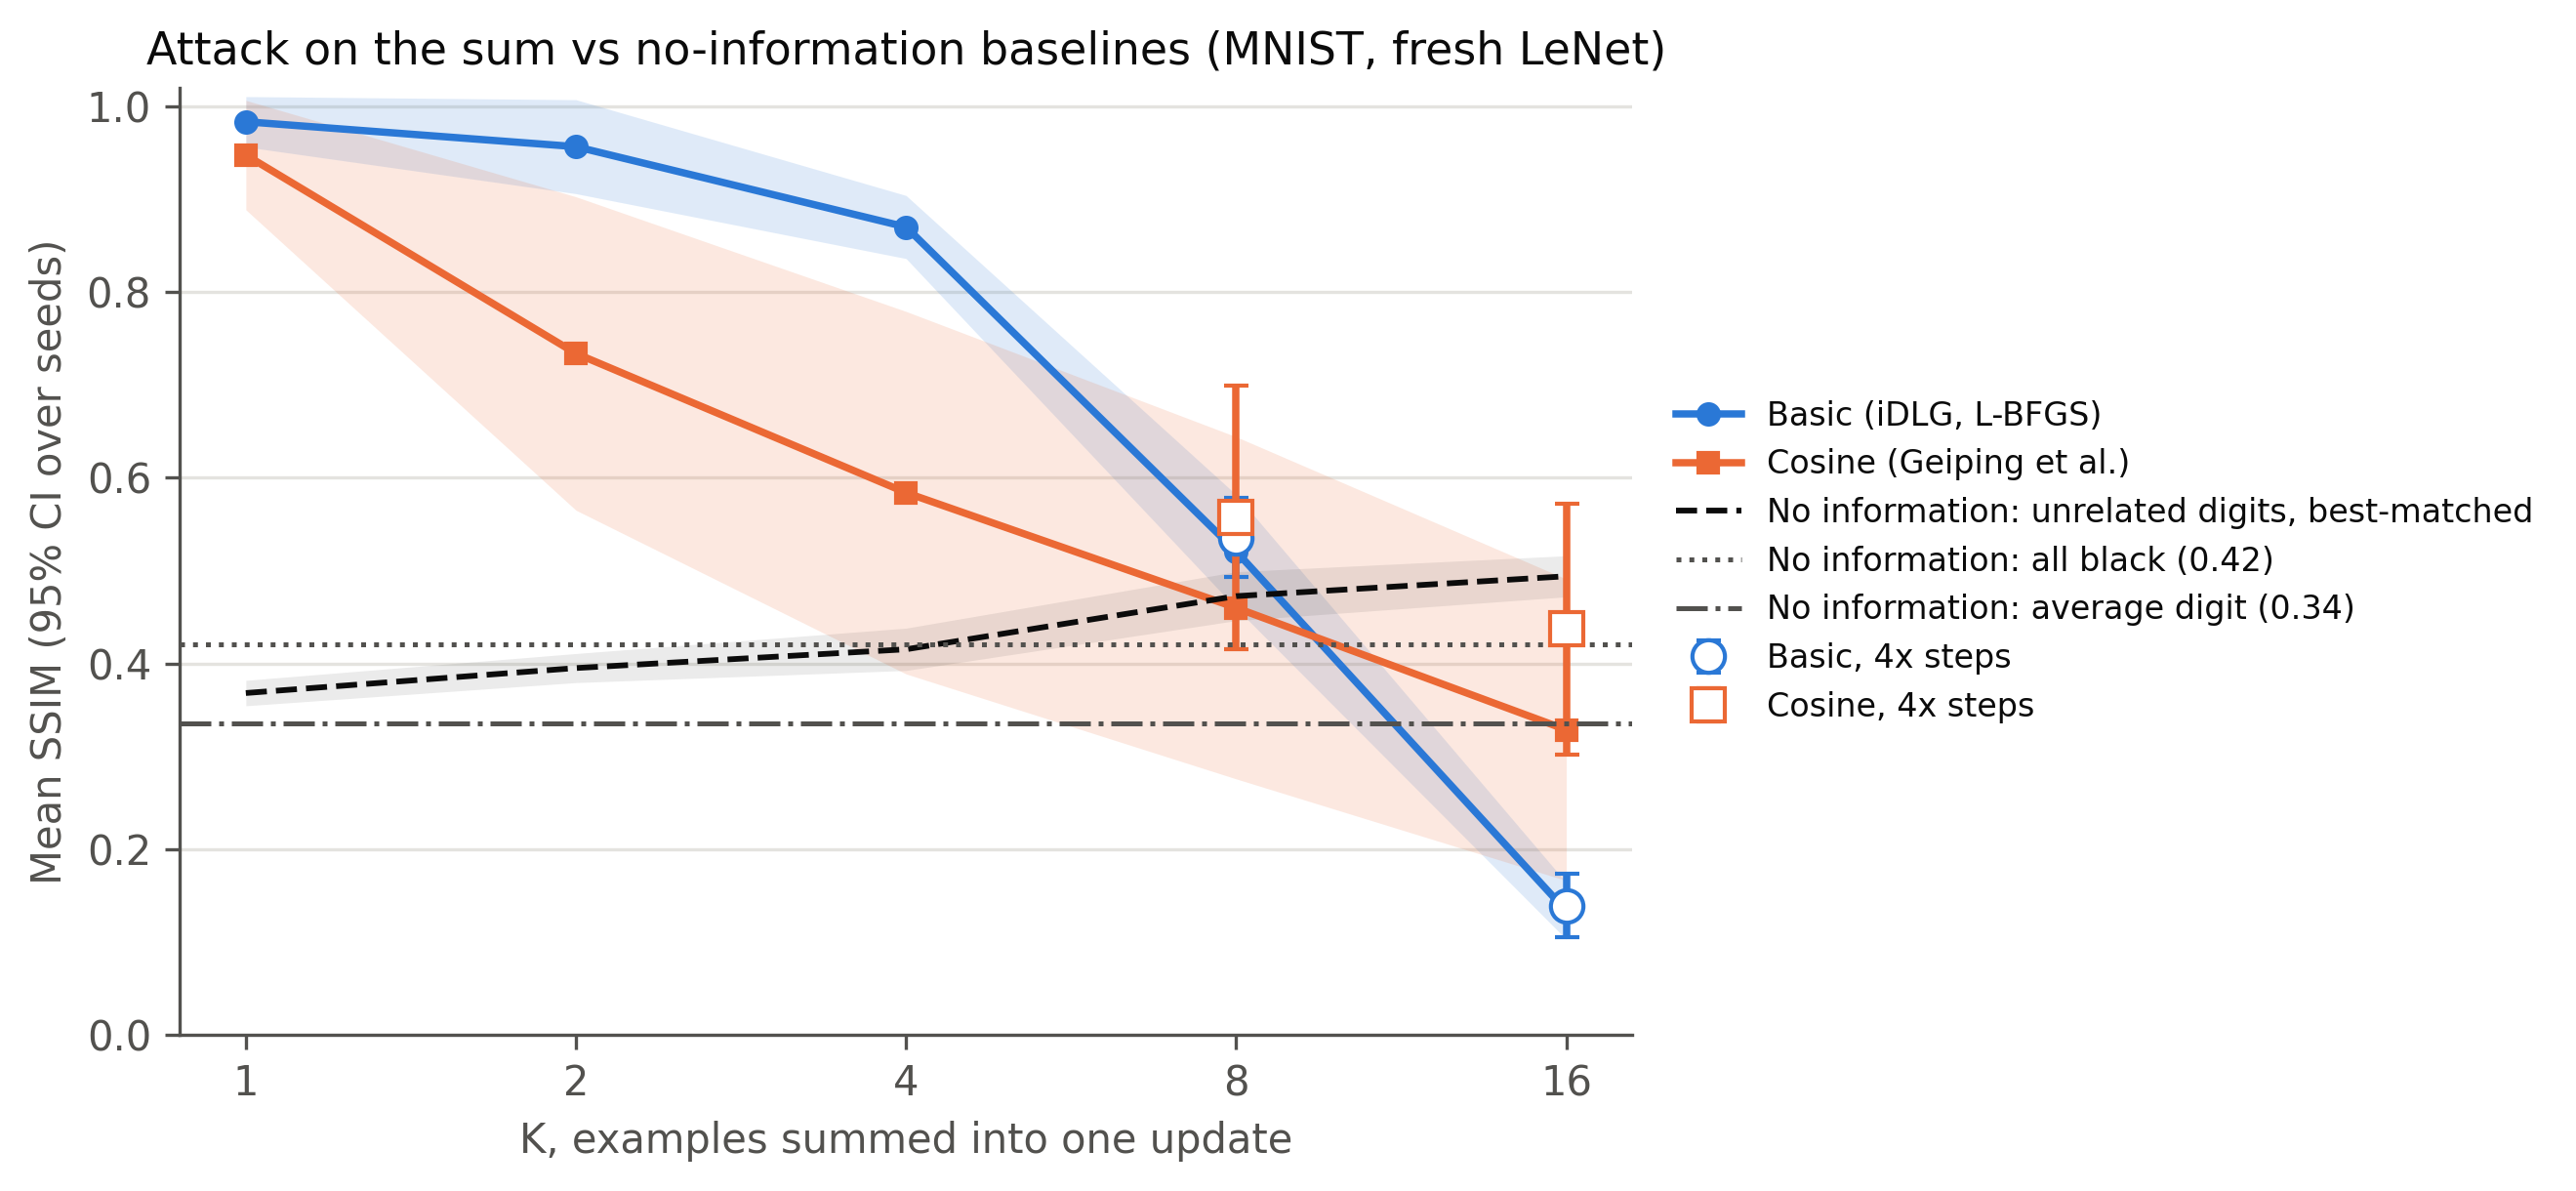 Attack on the sum vs no-information baselines (MNIST, fresh LeNet)
Mean SSIM (95% CI over seeds)
1.0
0.8
0.6
0.4
0.2
0.0
1 2 4 8 16
K, examples summed into one update
Basic (iDLG, L-BFGS)
Cosine (Geiping et al.)
No information: unrelated digits, best-matched
No information: all black (0.42)
No information: average digit (0.34)
Basic, 4x steps
Cosine, 4x steps